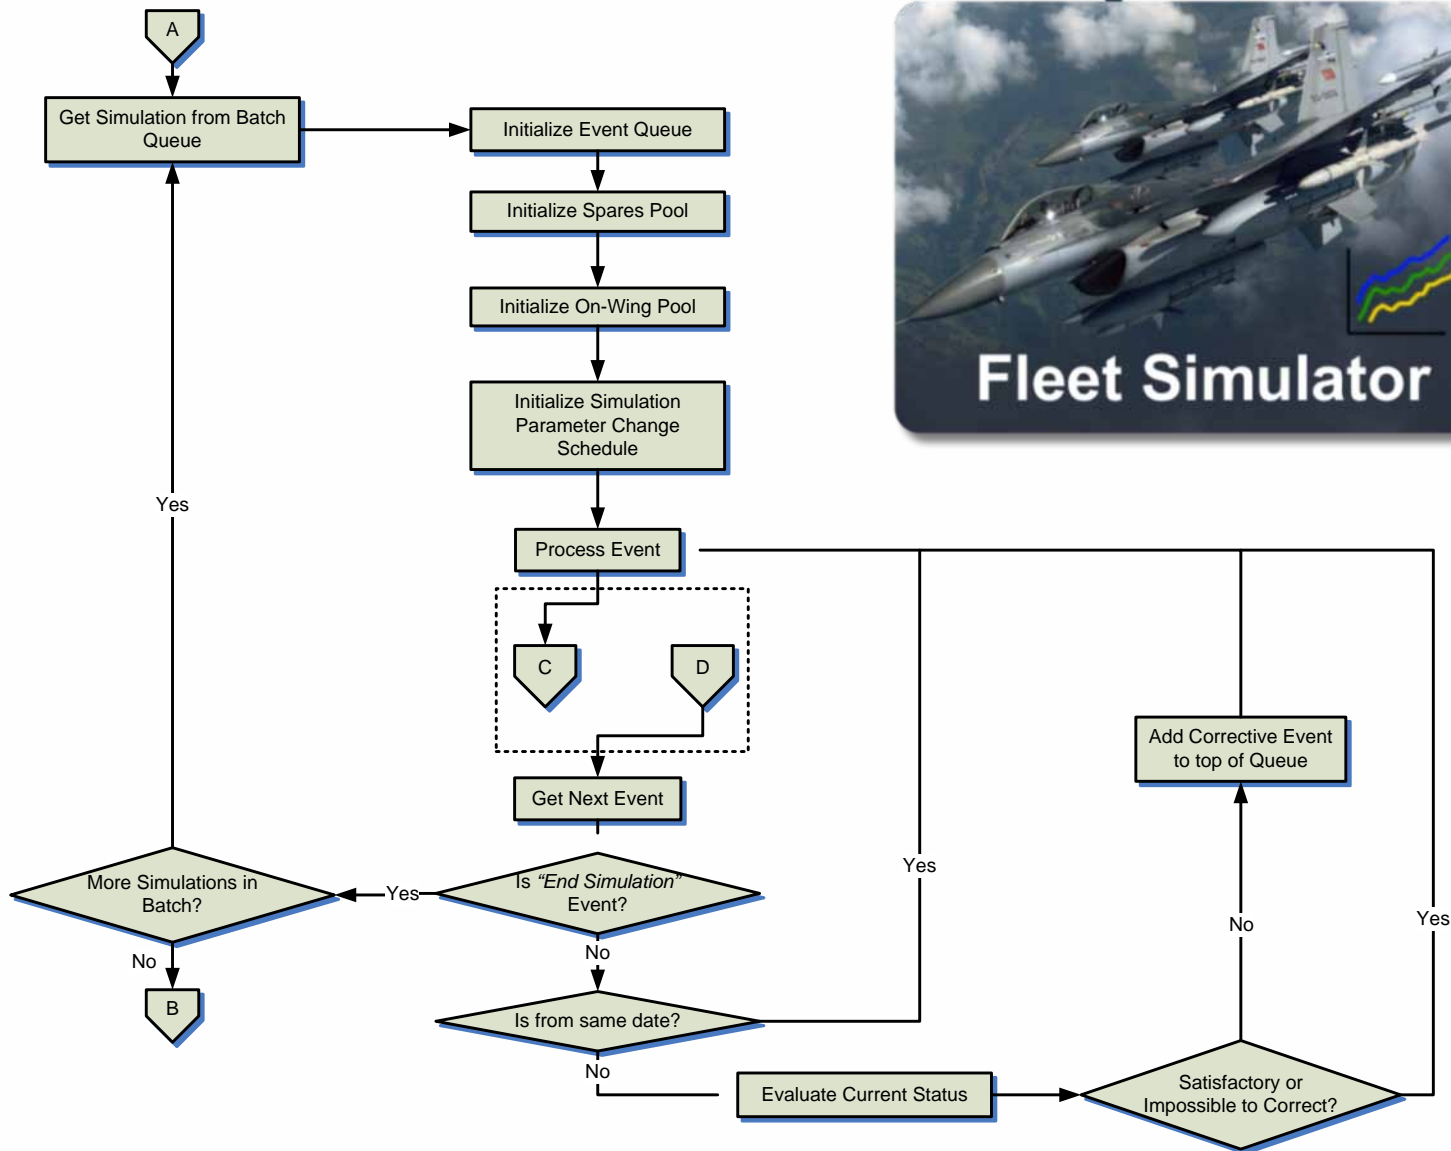 A
Get Simulation from Batch
Queue
Initialize Event Queue
Initialize Spares Pool
Initialize On-Wing Pool
Initialize Simulation
Parameter Change
Schedule
Fleet Simulator
Yes
Process Event
C
D
Add Corrective Event
to top of Queue
Get Next Event
More Simulations in
Batch?
Yes
Is "End Simulation"
Event?
Yes
No
Yes
No
No
B
Is from same date?
No
Evaluate Current Status
Satisfactory or
Impossible to Correct?